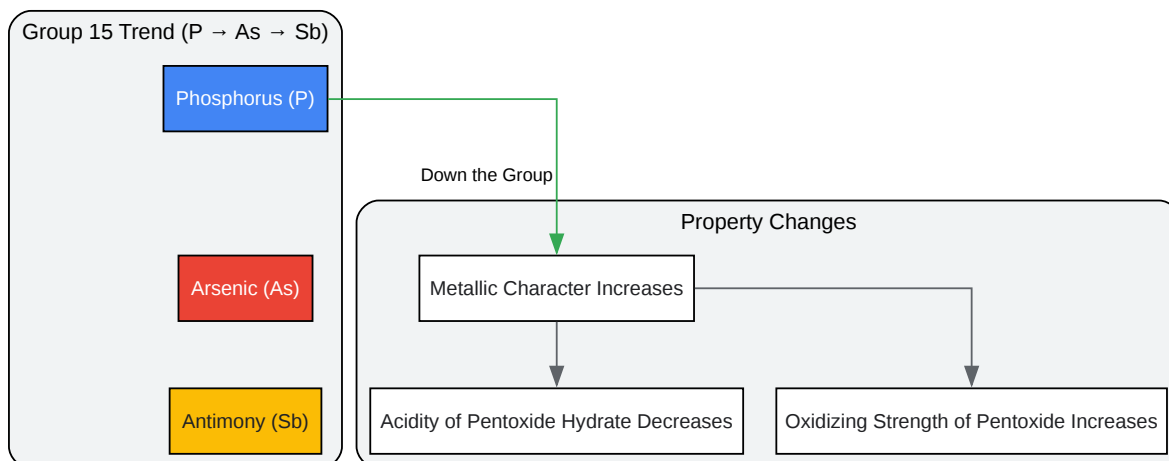 Group 15 Trend (P → As → Sb)
Phosphorus (P)
Down the Group
Property Changes
Arsenic (As)
Metallic Character Increases
Antimony (Sb)
Acidity of Pentoxide Hydrate Decreases
Oxidizing Strength of Pentoxide Increases